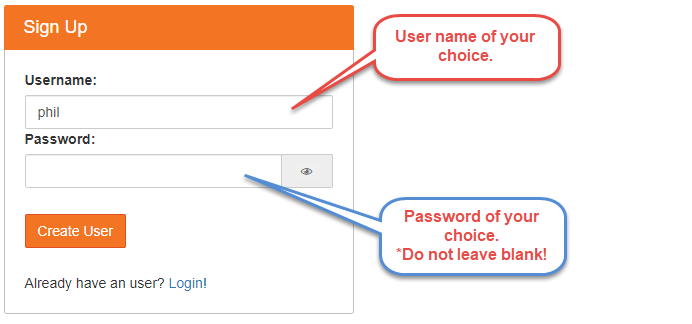 Sign Up
User name of your
choice.
Username:
phil
Password:
Password of your
choice.
*Do not leave blank!
Create User
Already have an user? Login!